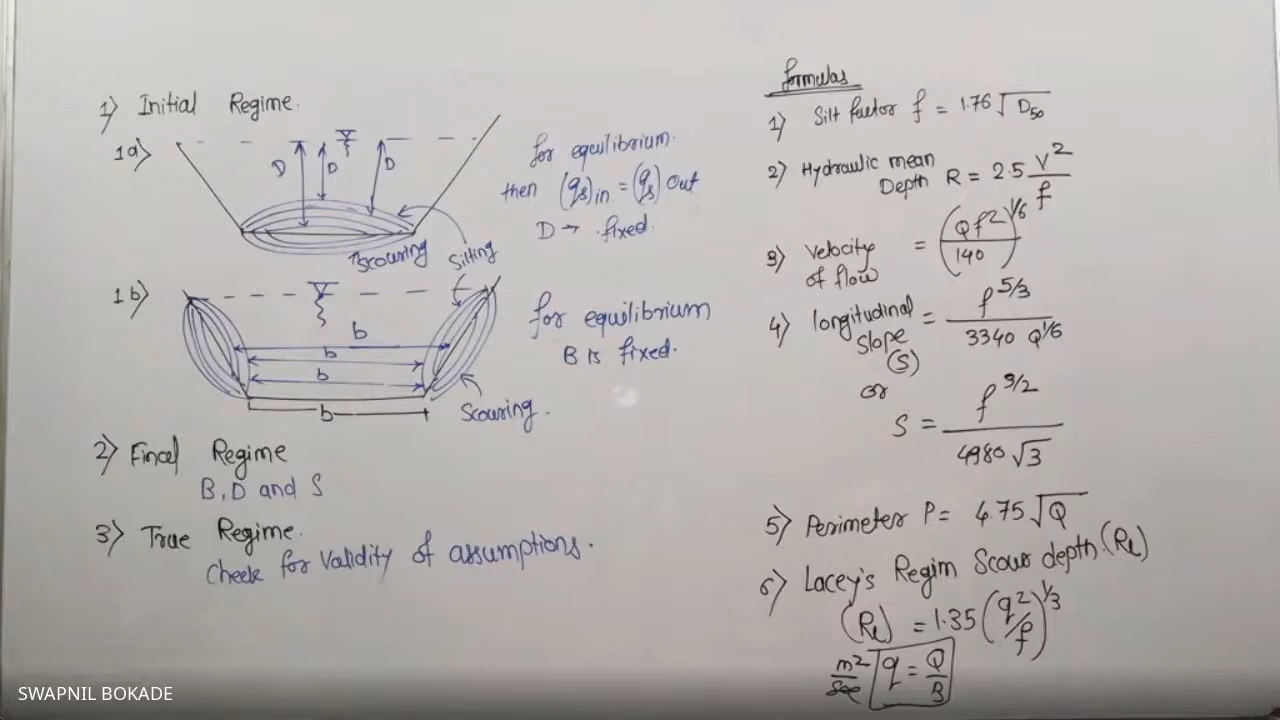 1) Initial Regime.
1a)
D D D
for equilibrium.
then (qs)in = (qs) out
D → fixed.
Scouring Silting
1b)
b
b
b
b
for equilibrium
B is fixed.
Scouring.
2) Final Regime
B, D and S
3) True Regime.
Check for Validity of assumptions.
formulas
1) Silt factor f = 1.76 √D50
2) Hydraulic mean
Depth R = 2.5 V²/f
3) Velocity
of flow = (Qf2/140)^1/6
4) longitudinal
slope
(S) = f^5/3 / 3340 Q^1/6
or
S = f^3/2 / 4980 √3
5) Perimeter P = 4.75 √Q
6) Lacey's Regim Scour depth. (RL)
(RL) = 1.35 (q²/f)^1/3
m²/sec q = Q/B
SWAPNIL BOKADE